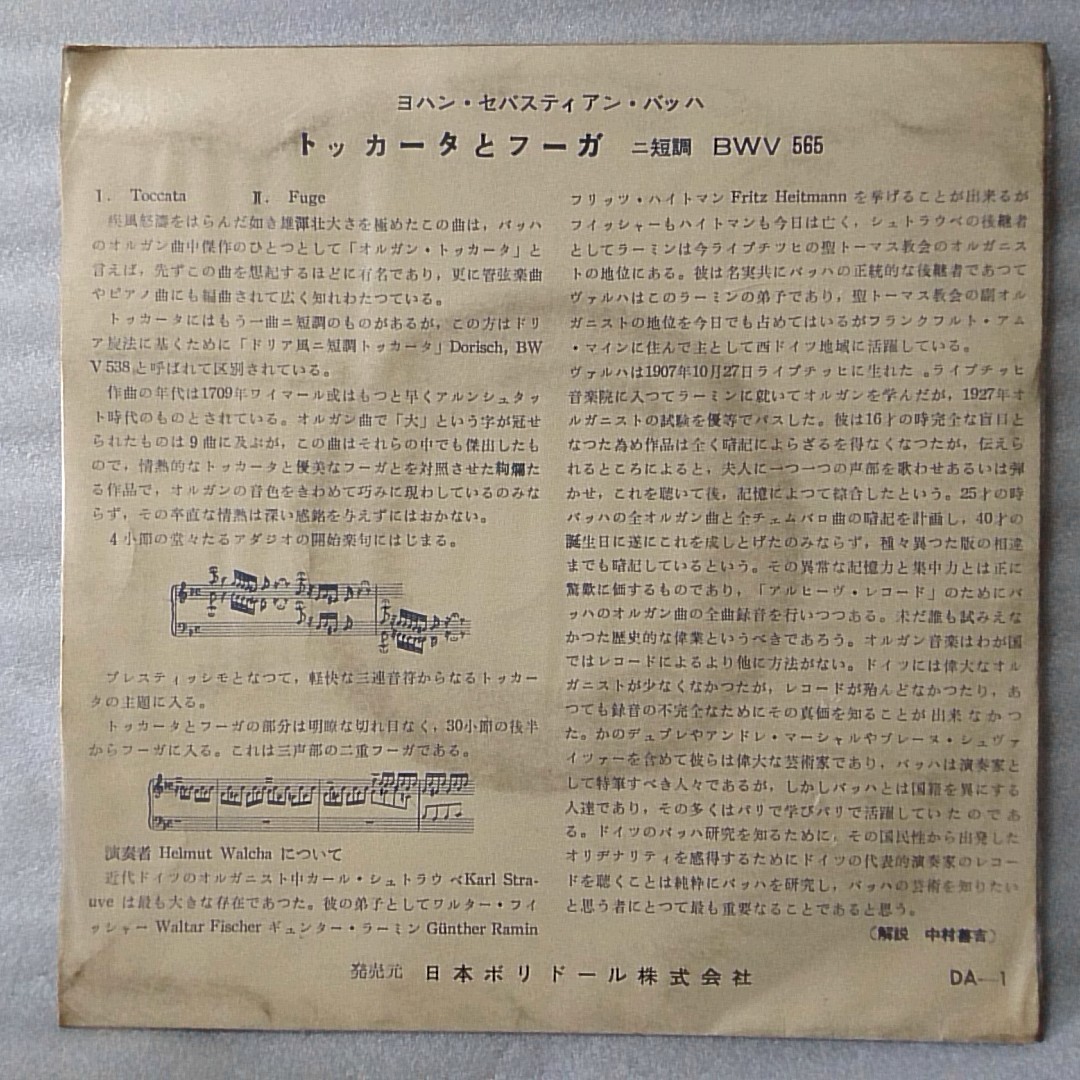 ヨハン・セバスティアン・バッハ
トッカータとフーガ ニ短調 BWV 565
I. Toccata II. Fuge
疾風怒濤をはらんだ如き雄渾壮大さを極めたこの曲は，バッハ
のオルガン曲中傑作のひとつとして「オルガン・トッカータ」と
言えば，先ずこの曲を想起するほどに有名であり，更に管弦楽曲
やピアノ曲にも編曲されて広く知れわたつている。
トッカータにはもう一曲ニ短調のものがあるが，この方はドリ
ア旋法に基くために「ドリア風ニ短調トッカータ」Dorisch, BW
V 538 と呼ばれて区別されている。
作曲の年代は1709年ワイマール或はもつと早くアルンシュタッ
ト時代のものとされている。オルガン曲で「大」という字が冠せ
られたものは9曲に及ぶが，この曲はそれらの中でも傑出したも
ので，情熱的なトッカータと優美なフーガとを対照させた絢爛た
る作品で，オルガンの音色をきわめて巧みに現わしているのみな
らず，その卒直な情熱は深い感銘を与えずにはおかない。
4小節の堂々たるアダジオの開始楽句にはじまる。
プレスティッシモとなつて，軽快な三連音符からなるトッカー
タの主題に入る。
トッカータとフーガの部分は明瞭な切れ目なく，30小節の後半
からフーガに入る。これは三声部の二重フーガである。
演奏者 Helmut Walcha について
近代ドイツのオルガニスト中カール・シュトラウベKarl Stra-
uve は最も大きな存在であつた。彼の弟子としてワルター・フイ
ッシャー Waltar Fischer ギュンター・ラーミン Günther Ramin
フリッツ・ハイトマン Fritz Heitmann を挙げることが出来るが
フイッシャーもハイトマンも今日は亡く，シュトラウベの後継者
としてラーミンは今ライプチツヒの聖トーマス教会のオルガニス
トの地位にある。彼は名実共にバッハの正統的な後継者であつて
ヴァルハはこのラーミンの弟子であり，聖トーマス教会の副オル
ガニストの地位を今日でも占めてはいるがフランクフルト・アム
・マインに住んで主として西ドイツ地域に活躍している。
ヴァルハは1907年10月27日ライプチッヒに生れた。ライプチッヒ
音楽院に入つてラーミンに就いてオルガンを学んだが，1927年オ
ルガニストの試験を優等でパスした。彼は16才の時完全な盲目と
なつた為め作品は全く暗記によらざるを得なくなつたが，伝えら
れるところによると，夫人に一つ一つの声部を歌わせあるいは弾
かせ，これを聴いて後，記憶によつて綜合したという。25才の時
バッハの全オルガン曲と全チェムバロ曲の暗記を計画し，40才の
誕生日に遂にこれを成しとげたのみならず，種々異つた版の相違
までも暗記しているという。その異常な記憶力と集中力とは正に
驚歎に価するものであり，「アルヒーヴ・レコード」のためにバ
ッハのオルガン曲の全曲録音を行いつつある。未だ誰も試みえな
かつた歴史的な偉業というべきであろう。オルガン音楽はわが国
ではレコードによるより他に方法がない。ドイツには偉大なオル
ガニストが少なくなかつたが，レコードが殆んどなかつたり，あ
つても録音の不完全なためにその真価を知ることが出来なかつ
た。かのデュプレやアンドレ・マーシャルやブレーヌ・シュヴァ
イツァーを含めて彼らは偉大な芸術家であり，バッハは演奏家と
して特筆すべき人々であるが，しかしバッハとは国籍を異にする
人達であり，その多くはパリで学びパリで活躍していたのであ
る。ドイツのバッハ研究を知るために，その国民性から出発した
オリヂナリティを感得するためにドイツの代表的演奏家のレコー
ドを聴くことは純粋にバッハを研究し，バッハの芸術を知りたい
と思う者にとつて最も重要なることであると思う。
（解説 中村善吉）
発売元 日本ポリドール株式会社
DA—1